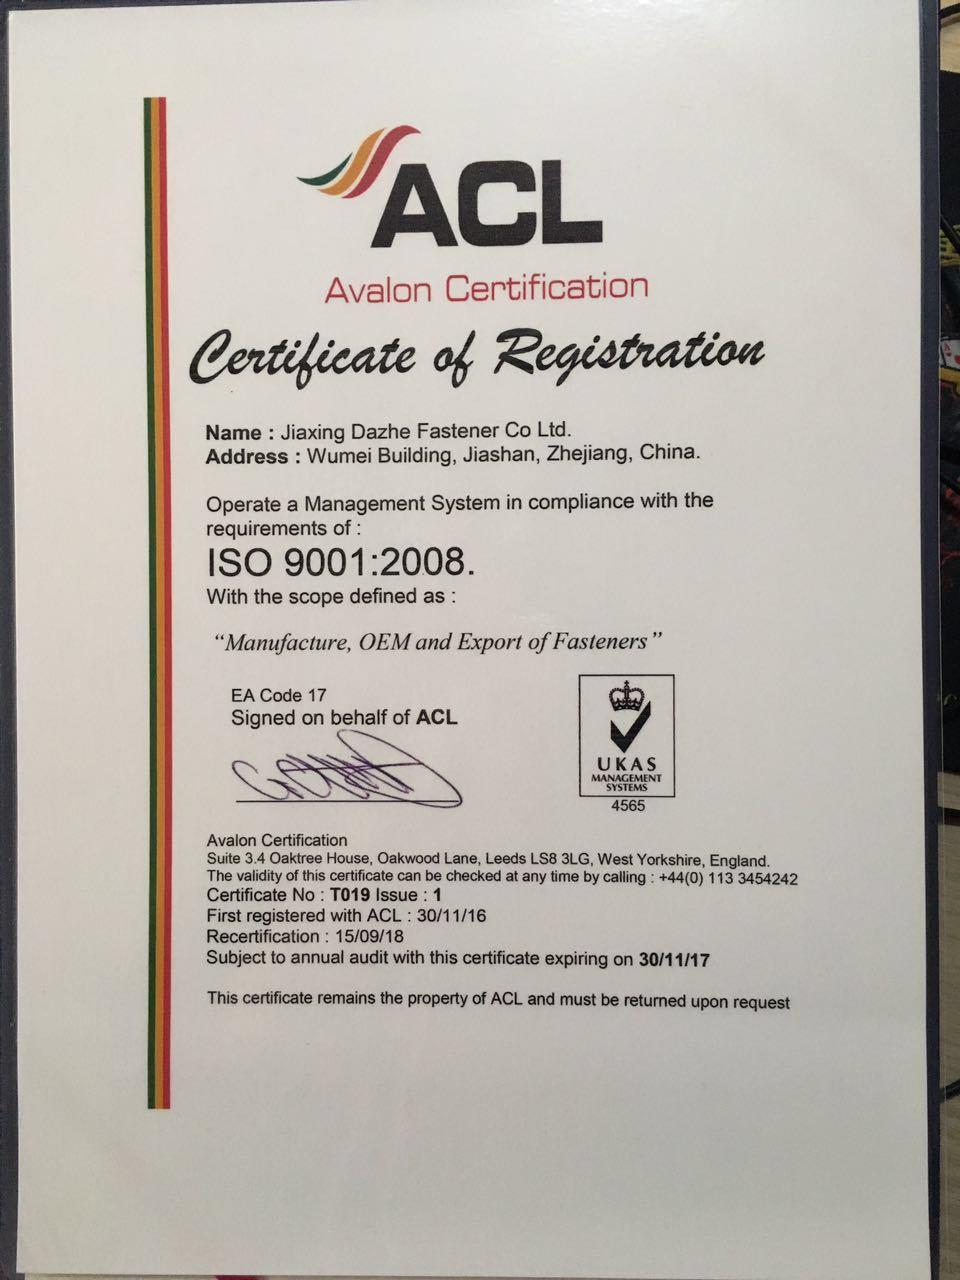 ACL
Avalon Certification
Certificate of Registration
Name : Jiaxing Dazhe Fastener Co Ltd.
Address : Wumei Building, Jiashan, Zhejiang, China.
Operate a Management System in compliance with the
requirements of :
ISO 9001:2008.
With the scope defined as :
“Manufacture, OEM and Export of Fasteners”
EA Code 17
Signed on behalf of ACL
UKAS
MANAGEMENT
SYSTEMS
4565
Avalon Certification
Suite 3.4 Oaktree House, Oakwood Lane, Leeds LS8 3LG, West Yorkshire, England.
The validity of this certificate can be checked at any time by calling : +44(0) 113 3454242
Certificate No : T019 Issue : 1
First registered with ACL : 30/11/16
Recertification : 15/09/18
Subject to annual audit with this certificate expiring on 30/11/17
This certificate remains the property of ACL and must be returned upon request